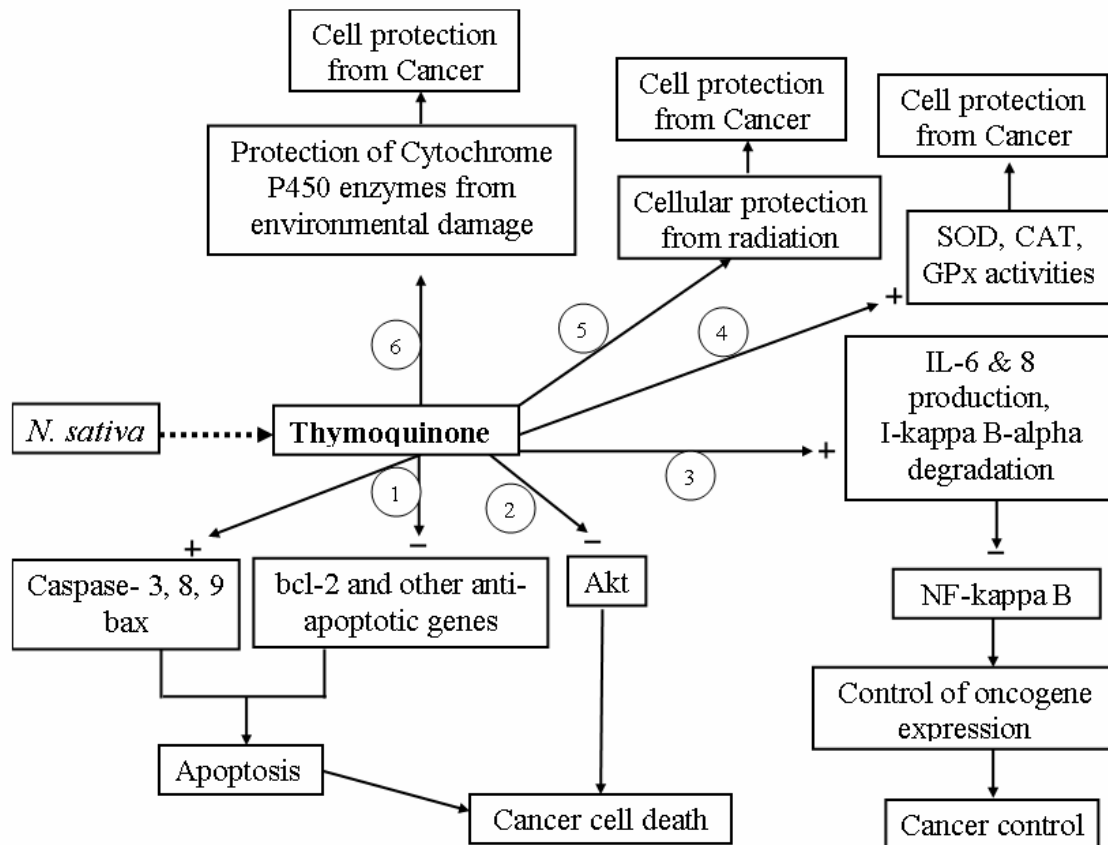 Cell protection
from Cancer
Cell protection
from Cancer
Cell protection
from Cancer
Protection of Cytochrome
P450 enzymes from
environmental damage
Cellular protection
from radiation
SOD, CAT,
GPx activities
+
6
5
4
IL-6 & 8
production,
I-kappa B-alpha
degradation
N. sativa
Thymoquinone
3
+
1
2
+
−
−
−
Caspase- 3, 8, 9
bax
bcl-2 and other anti-
apoptotic genes
Akt
NF-kappa B
Control of oncogene
expression
Apoptosis
Cancer cell death
Cancer control